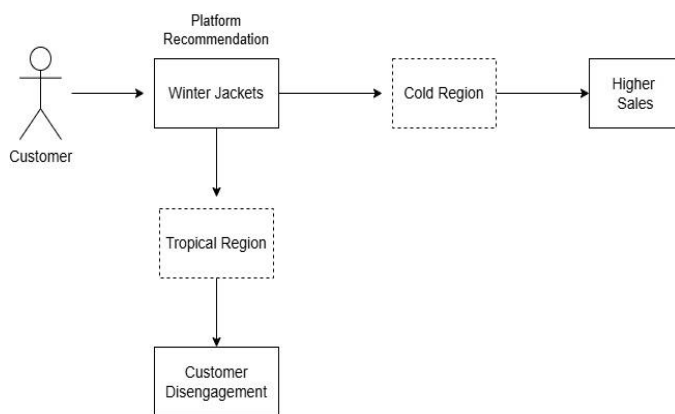 Platform
Recommendation
Customer
Winter Jackets
Cold Region
Higher
Sales
Tropical Region
Customer
Disengagement